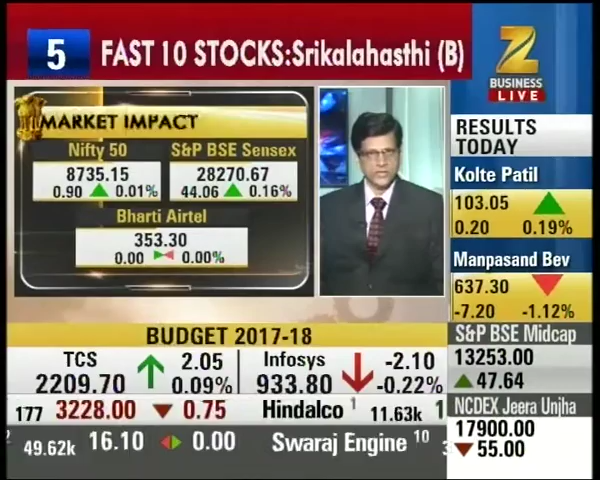 5 FAST 10 STOCKS:Srikalahasthi (B)
Z
BUSINESS
LIVE
MARKET IMPACT
Nifty 50
8735.15
0.90 0.01%
S&P BSE Sensex
28270.67
44.06 0.16%
Bharti Airtel
353.30
0.00 0.00%
RESULTS
TODAY
Kolte Patil
103.05
0.20 0.19%
Manpasand Bev
637.30
-7.20 -1.12%
S&P BSE Midcap
13253.00
47.64
NCDEX Jeera Unjha
17900.00
55.00
BUDGET 2017-18
TCS 2.05
2209.70 0.09%
Infosys -2.10
933.80 -0.22%
177 3228.00 0.75 Hindalco 1 11.63k 1
2 49.62k 16.10 0.00 Swaraj Engine 10